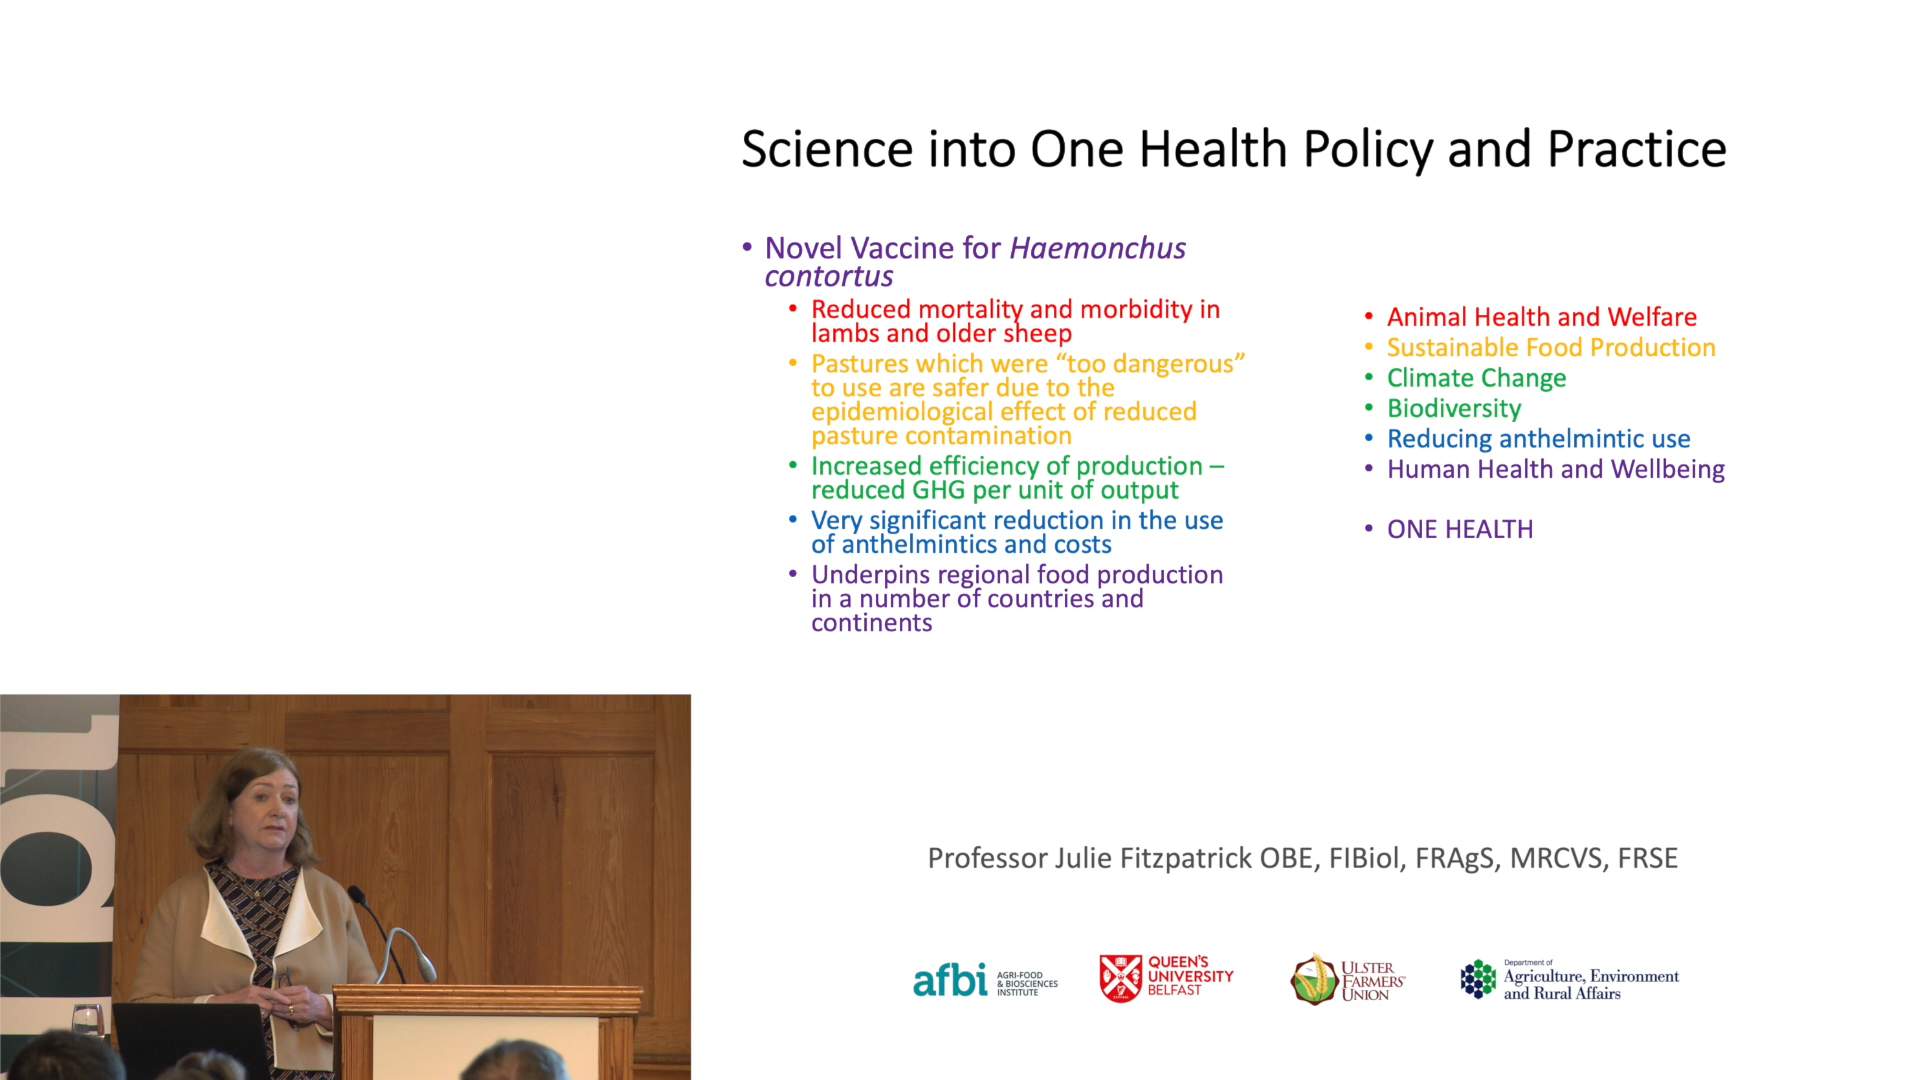 Science into One Health Policy and Practice
• Novel Vaccine for Haemonchus
contortus
• Reduced mortality and morbidity in
lambs and older sheep
• Pastures which were “too dangerous”
to use are safer due to the
epidemiological effect of reduced
pasture contamination
• Increased efficiency of production –
reduced GHG per unit of output
• Very significant reduction in the use
of anthelmintics and costs
• Underpins regional food production
in a number of countries and
continents
• Animal Health and Welfare
• Sustainable Food Production
• Climate Change
• Biodiversity
• Reducing anthelmintic use
• Human Health and Wellbeing
• ONE HEALTH
Professor Julie Fitzpatrick OBE, FIBiol, FRAgS, MRCVS, FRSE
afbi
AGRI-FOOD
& BIOSCIENCES
INSTITUTE
QUEEN'S
UNIVERSITY
BELFAST
ULSTER
FARMERS'
UNION
Department of
Agriculture, Environment
and Rural Affairs